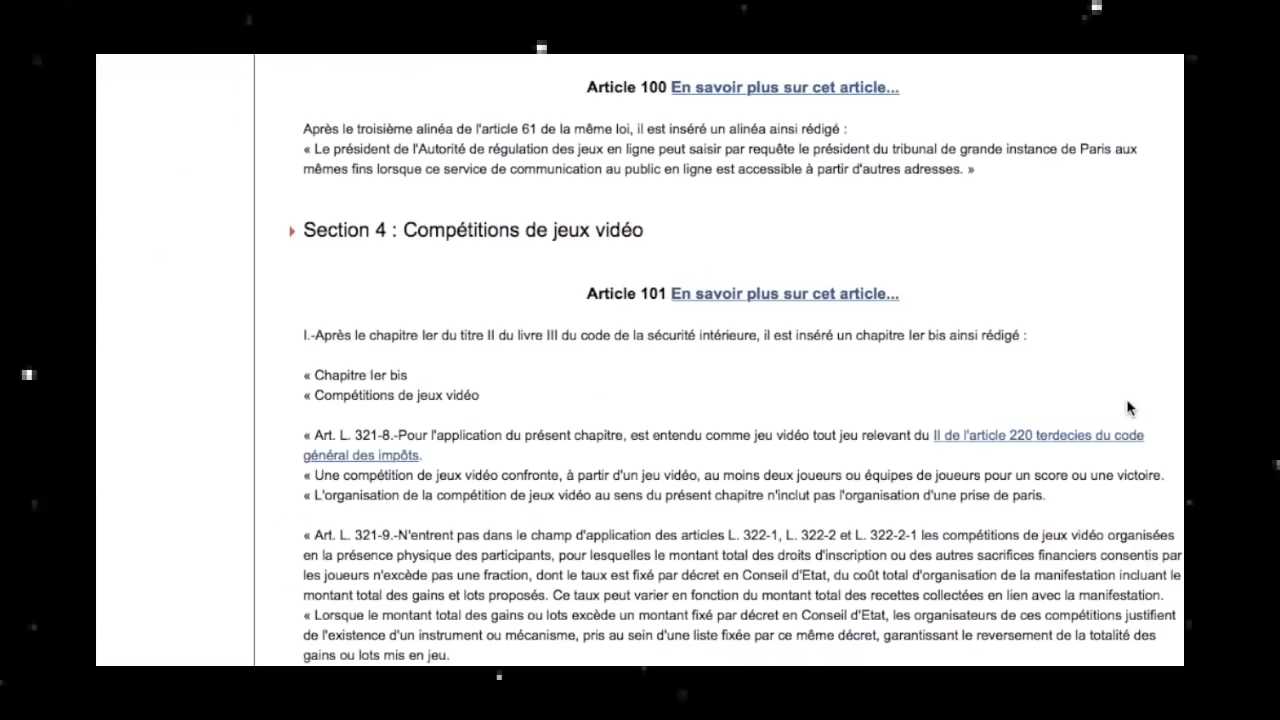 Article 100 En savoir plus sur cet article...
Après le troisième alinéa de l'article 61 de la même loi, il est inséré un alinéa ainsi rédigé :
« Le président de l'Autorité de régulation des jeux en ligne peut saisir par requête le président du tribunal de grande instance de Paris aux
mêmes fins lorsque ce service de communication au public en ligne est accessible à partir d'autres adresses. »
Section 4 : Compétitions de jeux vidéo
Article 101 En savoir plus sur cet article...
I.-Après le chapitre Ier du titre II du livre III du code de la sécurité intérieure, il est inséré un chapitre Ier bis ainsi rédigé :
« Chapitre Ier bis
« Compétitions de jeux vidéo
« Art. L. 321-8.-Pour l'application du présent chapitre, est entendu comme jeu vidéo tout jeu relevant du II de l'article 220 terdecies du code
général des impôts.
« Une compétition de jeux vidéo confronte, à partir d'un jeu vidéo, au moins deux joueurs ou équipes de joueurs pour un score ou une victoire.
« L'organisation de la compétition de jeux vidéo au sens du présent chapitre n'inclut pas l'organisation d'une prise de paris.
« Art. L. 321-9.-N'entrent pas dans le champ d'application des articles L. 322-1, L. 322-2 et L. 322-2-1 les compétitions de jeux vidéo organisées
en la présence physique des participants, pour lesquelles le montant total des droits d'inscription ou des autres sacrifices financiers consentis par
les joueurs n'excède pas une fraction, dont le taux est fixé par décret en Conseil d'Etat, du coût total d'organisation de la manifestation incluant le
montant total des gains et lots proposés. Ce taux peut varier en fonction du montant total des recettes collectées en lien avec la manifestation.
« Lorsque le montant total des gains ou lots excède un montant fixé par décret en Conseil d'Etat, les organisateurs de ces compétitions justifient
de l'existence d'un instrument ou mécanisme, pris au sein d'une liste fixée par ce même décret, garantissant le reversement de la totalité des
gains ou lots mis en jeu.